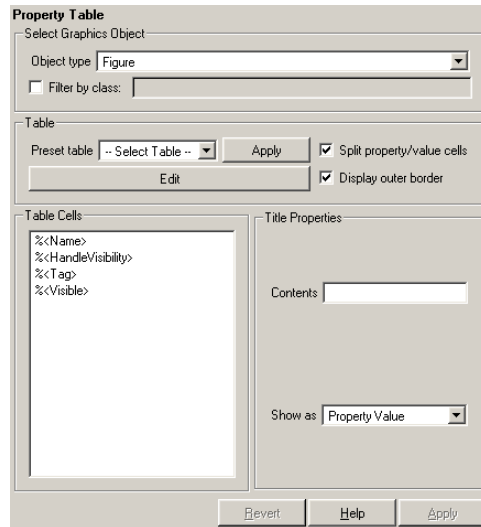 Property Table
Select Graphics Object
Object type Figure
Filter by class:
Table
Preset table -- Select Table -- Apply
Split property/value cells
Edit
Display outer border
Table Cells
%<Name>
%<HandleVisibility>
%<Tag>
%<Visible>
Title Properties
Contents
Show as Property Value
Revert Help Apply